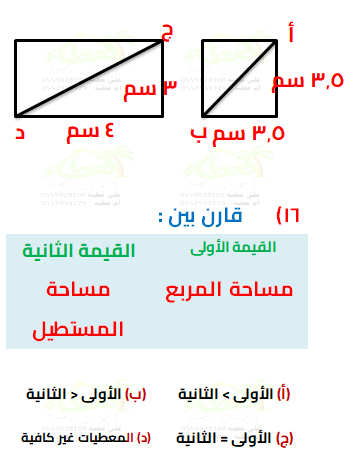 أ
ج
٣,٥ سم
٣ سم
ب
٣,٥ سم
٤ سم
د
١٦) قارن بين :
القيمة الأولى
القيمة الثانية
مساحة المربع
مساحة
المستطيل
(أ) الأولى > الثانية
(ب) الأولى < الثانية
(ج) الأولى = الثانية
(د) المعطيات غير كافية